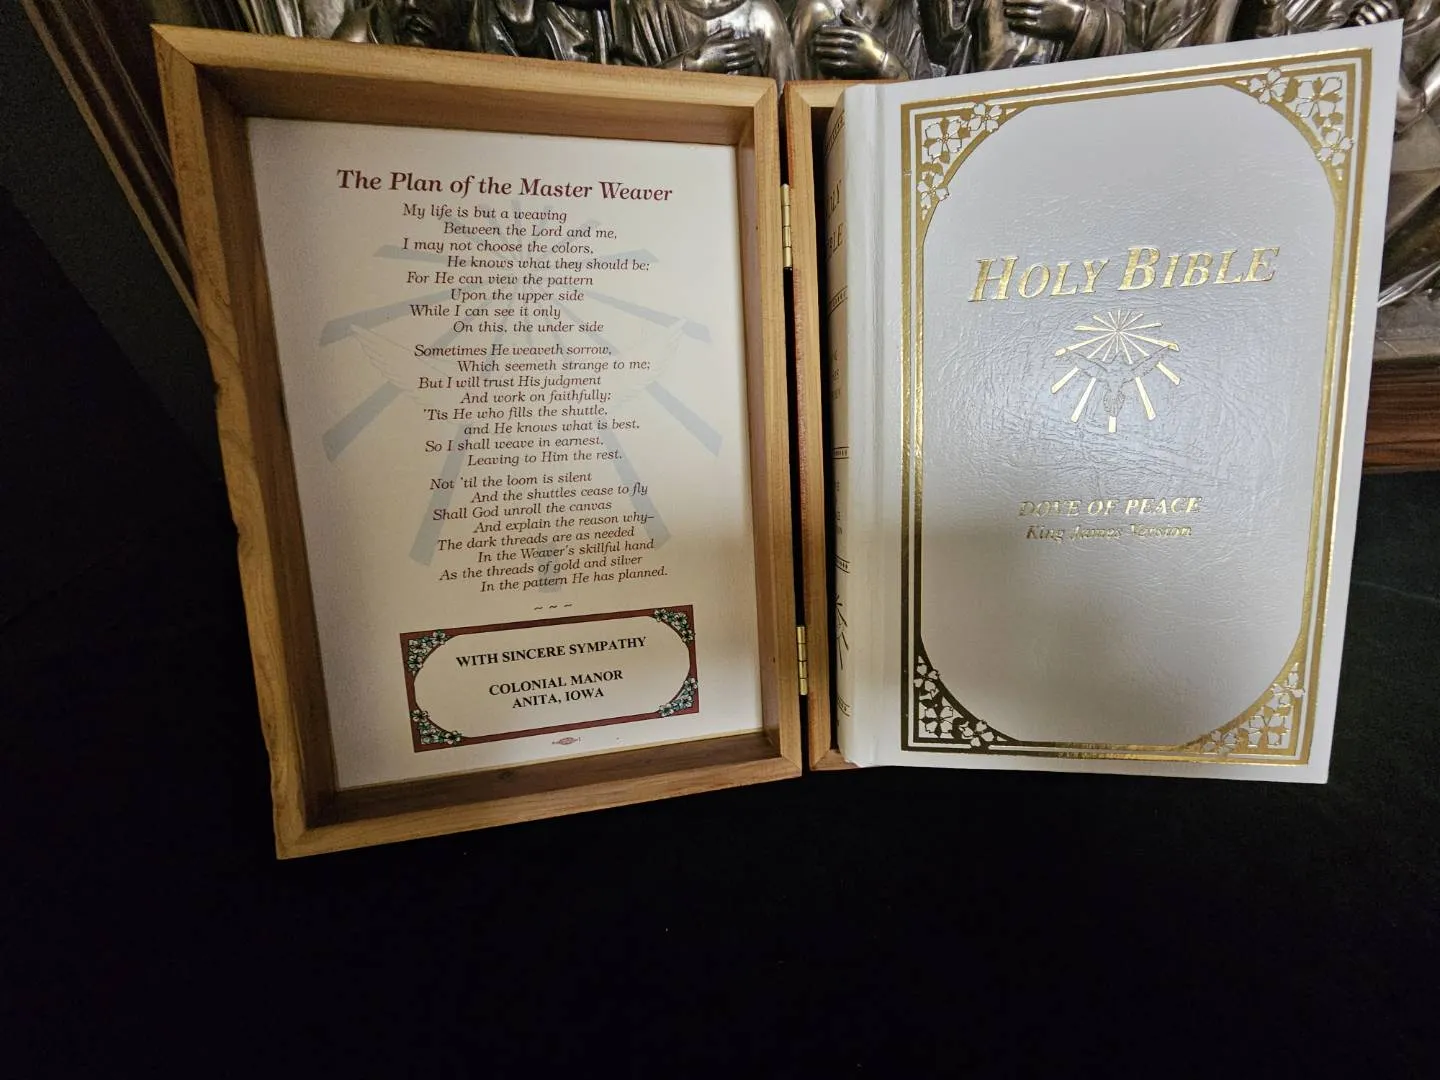 The Plan of the Master Weaver
My life is but a weaving
Between the Lord and me,
I may not choose the colors,
He knows what they should be;
For He can view the pattern
Upon the upper side
While I can see it only
On this, the under side
Sometimes He weaveth sorrow,
Which seemeth strange to me;
But I will trust His judgment
And work on faithfully;
'Tis He who fills the shuttle,
and He knows what is best,
So I shall weave in earnest,
Leaving to Him the rest.
Not 'til the loom is silent
And the shuttles cease to fly
Shall God unroll the canvas
And explain the reason why–
The dark threads are as needed
In the Weaver's skillful hand
As the threads of gold and silver
In the pattern He has planned.
~ ~ ~
WITH SINCERE SYMPATHY
COLONIAL MANOR
ANITA, IOWA
HOLY BIBLE
DOVE OF PEACE
King James Version